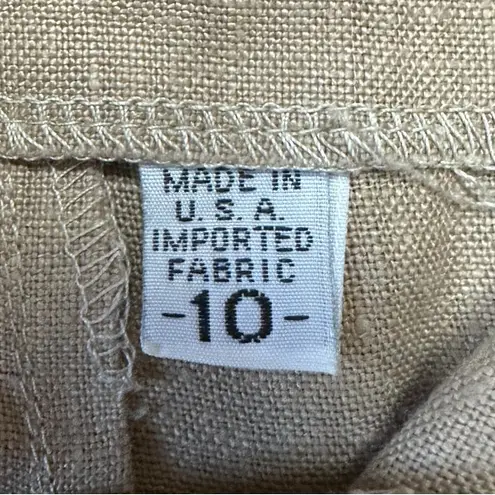 MADE IN
U. S. A.
IMPORTED
FABRIC
-10-